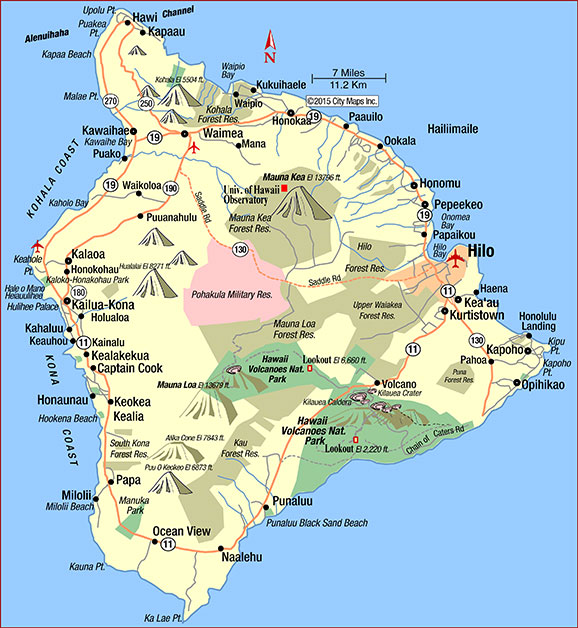 Upolu Pt.
Hawi
Channel
Puakea
Pt.
Kapaau
Alenuihaha
Kapaa Beach
Kohala El 5504 ft.
Waipio
Bay
Kukuihaele
N
7 Miles
11.2 Km
©2015 City Maps Inc.
Malae Pt.
270
250
Kohala
Forest Res.
Waipio
Honokaa
19
Paauilo
Hailiimaile
Kawaihae
Kawaihe Bay
19
Waimea
Mana
Ookala
Puako
KOHALA COAST
19
Waikoloa
190
Saddle Rd
Mauna Kea El 13796 ft.
Univ. of Hawaii
Observatory
Honomu
Kaholo Bay
Puuanahulu
Mauna Kea
Forest Res.
Pepeekeo
19
Onomea
Bay
Papaikou
Keahole
Pt.
Kalaoa
Honokohau
Kaloko-Honokahau Park
Hualalai El 8271 ft.
130
Hilo
Forest Res.
Saddle Rd
Hilo
Bay
Hilo
Hale o Mano
Heiauulihee
Hulihee Palace
180
Kailua-Kona
Holualoa
Pohakula Military Res.
Upper Waiakea
Forest Res.
11
Haena
Kea'au
Kurtistown
Kahaluu
Keauhou
11
Kainalu
Kealakekua
Captain Cook
Mauna Loa
Forest Res.
11
130
Honolulu
Landing
Kapoho
Kipu
Pt.
Kapoho
Pt.
Pahoa
Hawaii
Volcanoes Nat.
Park
Lookout El 6,660 ft.
Mauna Loa El 13679 ft.
Volcano
Kilauea Crater
Kilauea Caldera
Puna
Forest Res.
Opihikao
KONA
COAST
Honaunau
Keokea
Kealia
Hookena Beach
Hawaii
Volcanoes Nat.
Park
Lookout El 2,220 ft.
Chain of Caters Rd
South Kona
Forest Res.
Alika Cone El 7843 ft.
Kau
Forest Res.
Puu O Keokeo El 6873 ft.
Papa
Milolii
Milolii Beach
Manuka
Park
Punaluu
Punaluu Black Sand Beach
Ocean View
11
Naalehu
Kauna Pt.
Ka Lae Pt.